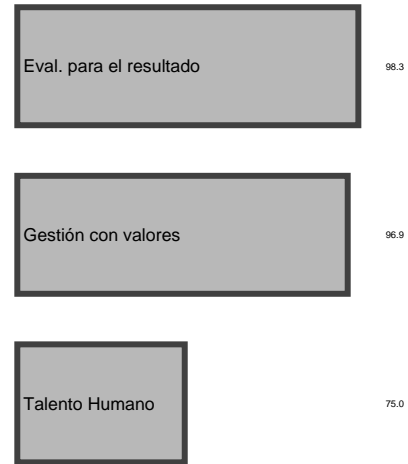 Eval. para el resultado 98.3
Gestión con valores 96.9
Talento Humano 75.0